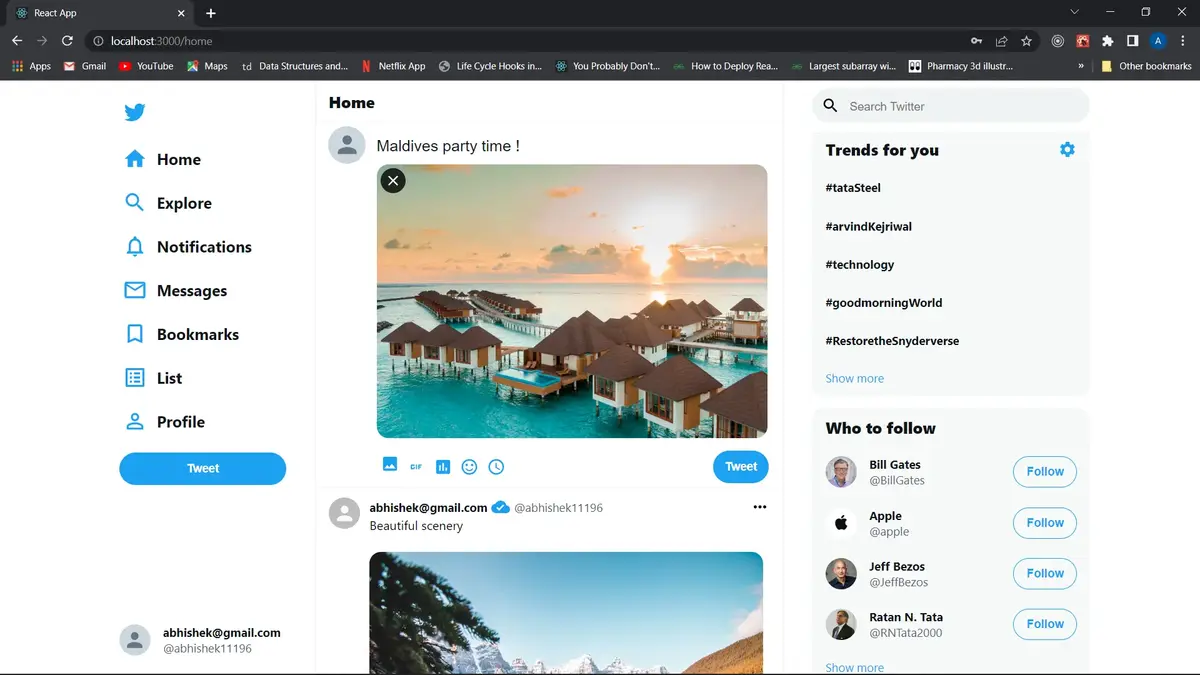 React App
localhost:3000/home
A
Apps
Gmail
YouTube
Maps
td Data Structures and...
Netflix App
Life Cycle Hooks in...
You Probably Don't...
How to Deploy Rea...
Largest subarray wi...
Pharmacy 3d illustr...
»
Other bookmarks
Home
Explore
Notifications
Messages
Bookmarks
List
Profile
Tweet
abhishek@gmail.com
@abhishek11196
Home
Maldives party time !
GIF
Tweet
abhishek@gmail.com @abhishek11196
Beautiful scenery
Search Twitter
Trends for you
#tataSteel
#arvindKejriwal
#technology
#goodmorningWorld
#RestoretheSnyderverse
Show more
Who to follow
Bill Gates
@BillGates
Follow
Apple
@apple
Follow
Jeff Bezos
@JeffBezos
Follow
Ratan N. Tata
@RNTata2000
Follow
Show more